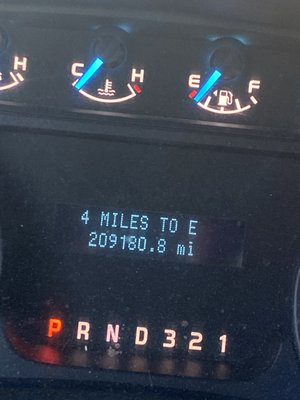 H C H E F
4 MILES TO E
209180.8 mi
P R N D 3 2 1